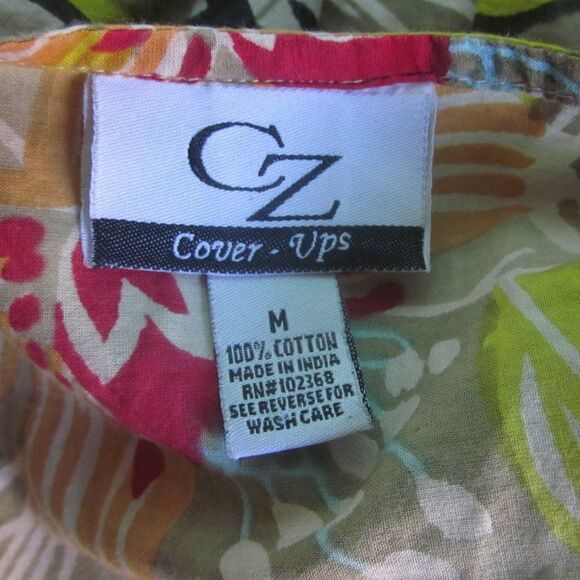 CZ
Cover - Ups
M
100% COTTON
MADE IN INDIA
RN#102368
SEE REVERSE FOR
WASH CARE